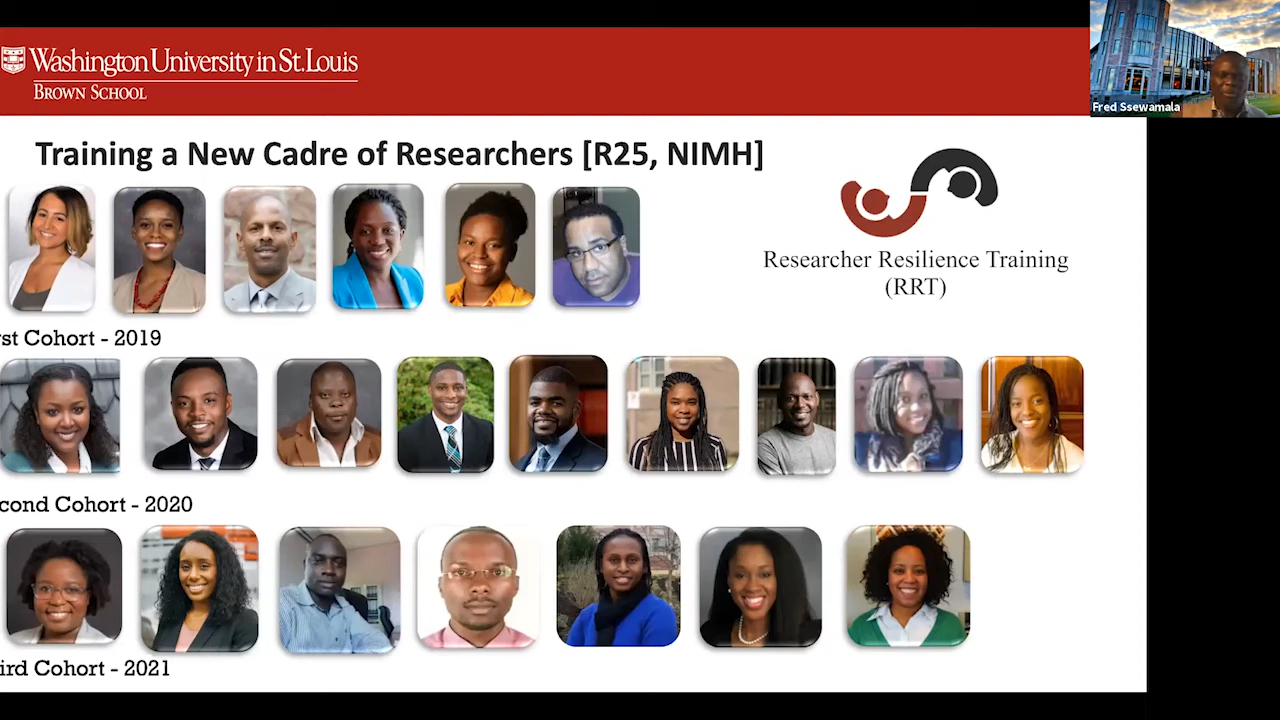 Washington University in St. Louis
BROWN SCHOOL
Fred Ssewamala
Training a New Cadre of Researchers [R25, NIMH]
Researcher Resilience Training
(RRT)
rst Cohort - 2019
cond Cohort - 2020
ird Cohort - 2021